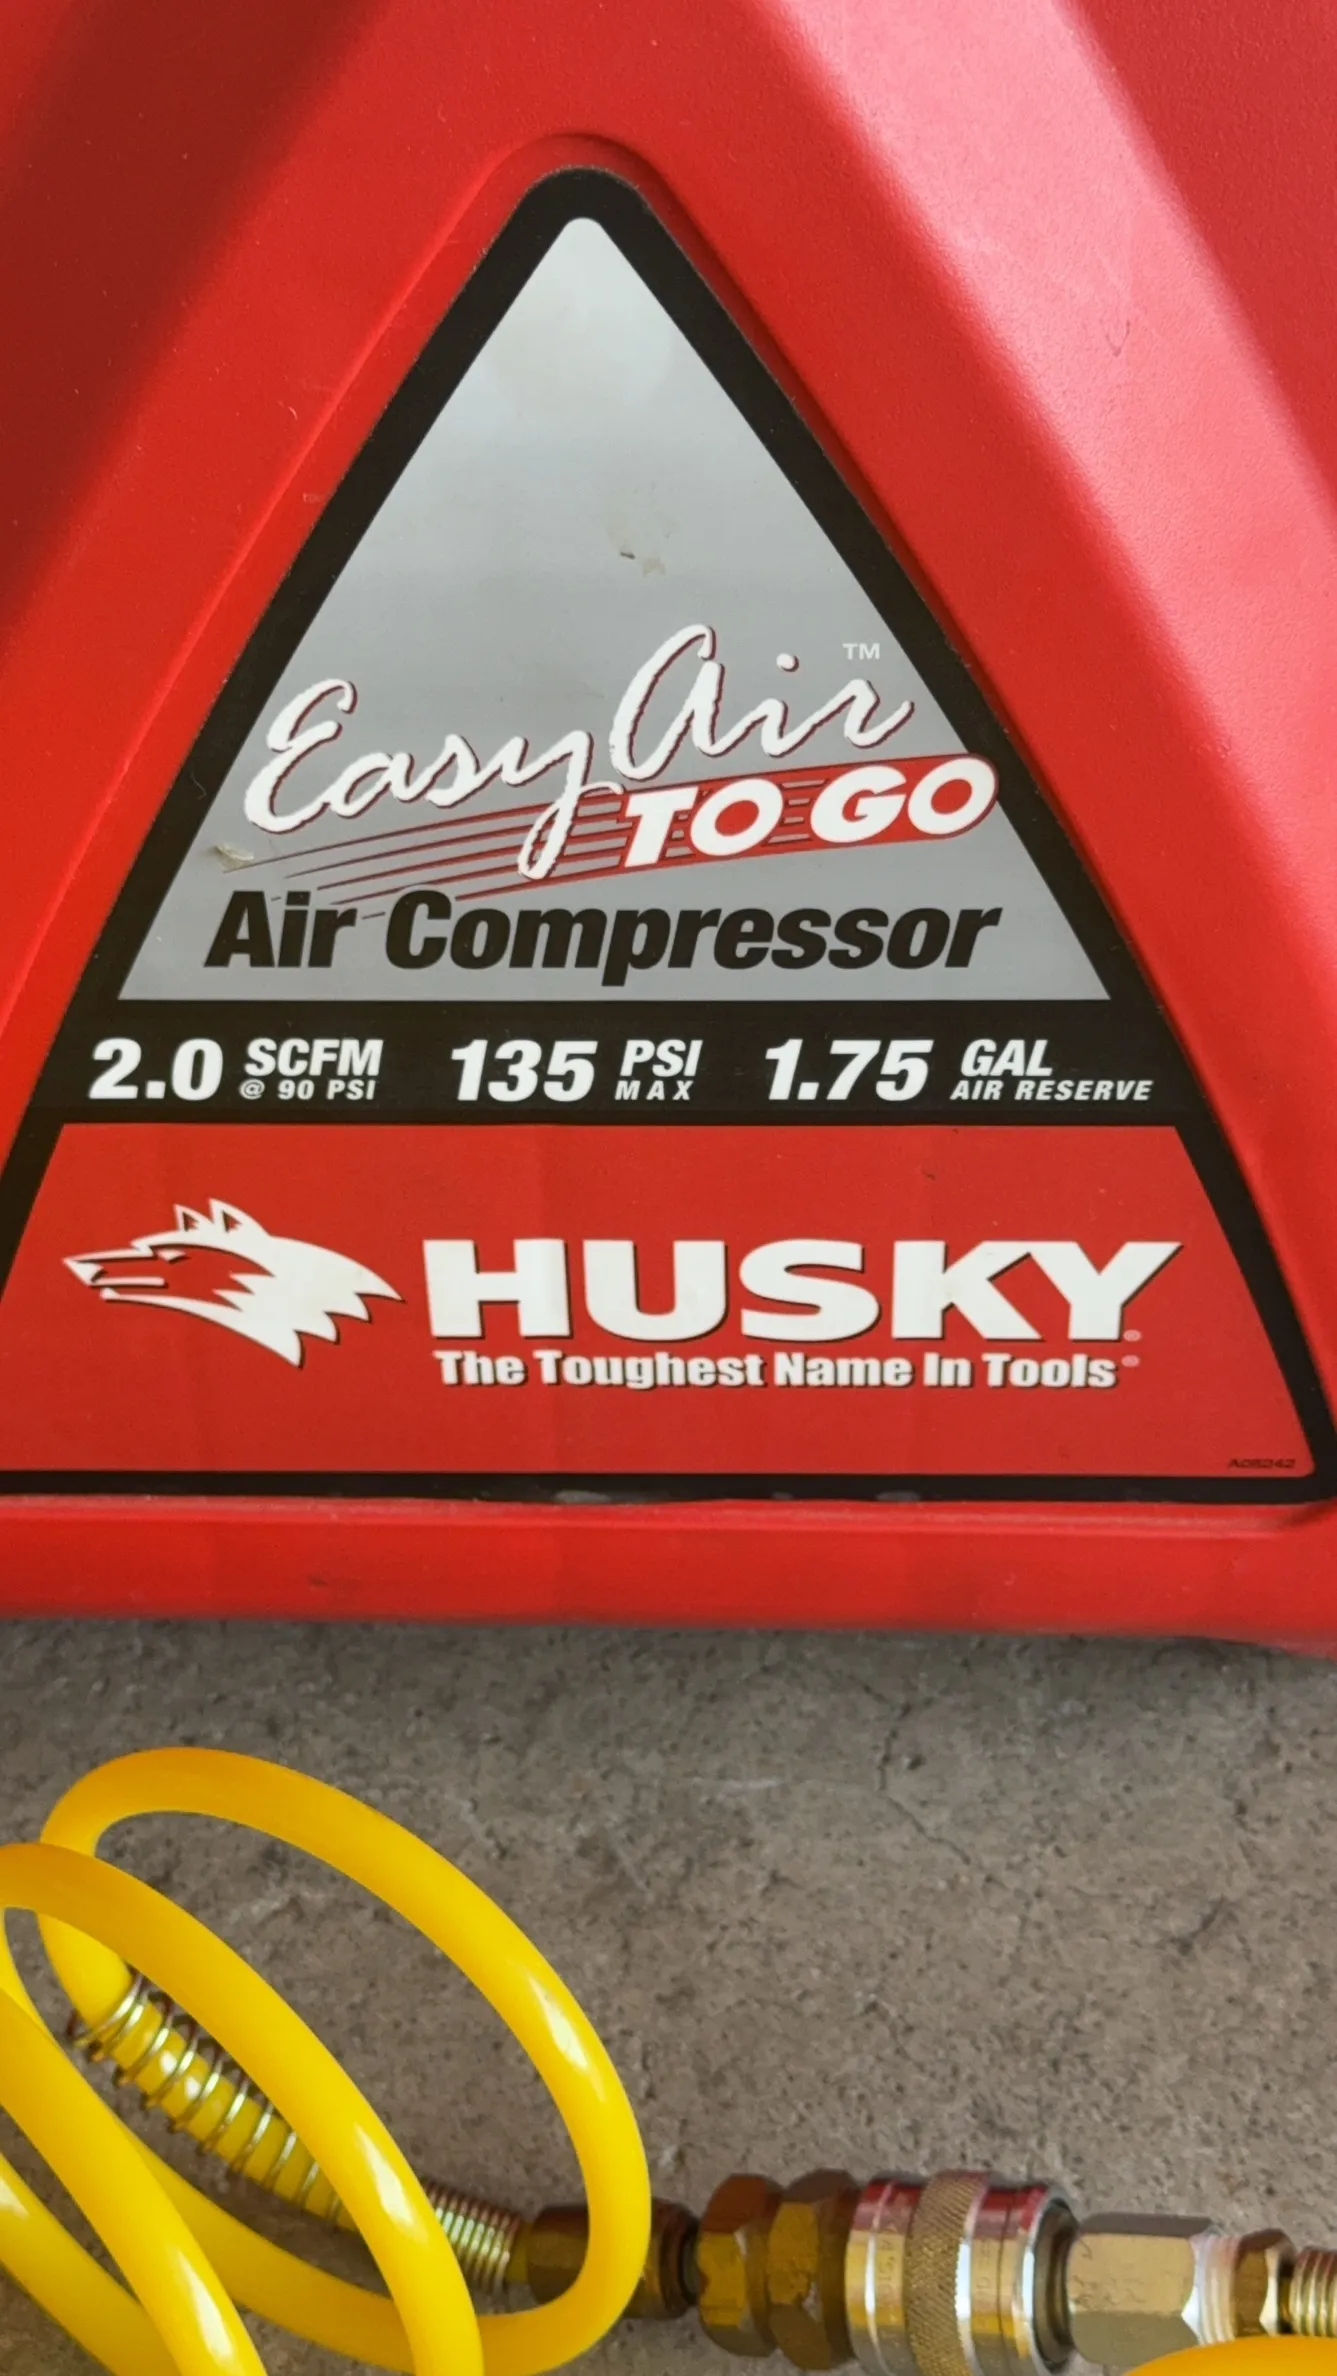 Easy Air™
TO GO
Air Compressor
2.0 SCFM @ 90 PSI 135 PSI MAX 1.75 GAL AIR RESERVE
HUSKY®
The Toughest Name In Tools®
A05242